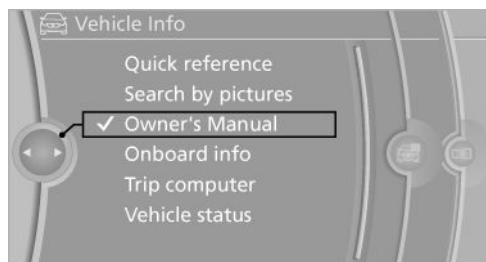 Vehicle Info
Quick reference
Search by pictures
✓ Owner's Manual
Onboard info
Trip computer
Vehicle status